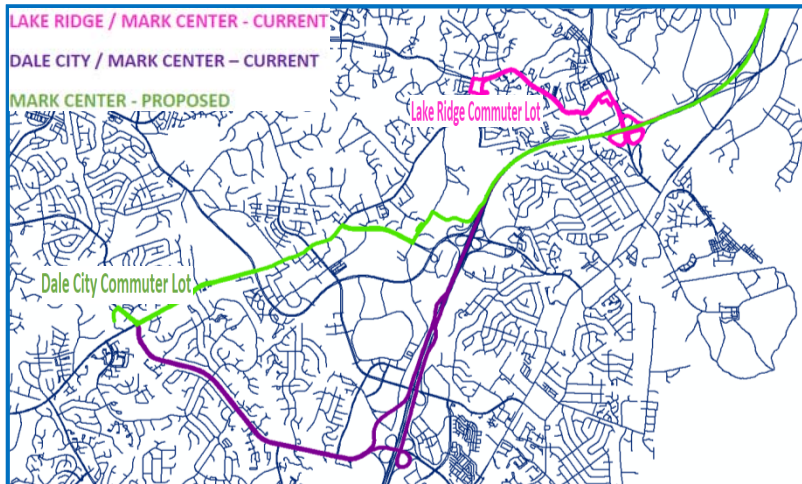 LAKE RIDGE / MARK CENTER - CURRENT
DALE CITY / MARK CENTER – CURRENT
MARK CENTER - PROPOSED
Lake Ridge Commuter Lot
Dale City Commuter Lot